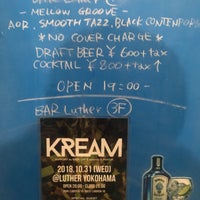 - MELLOW GROOVE -
AOR, SMOOTH JAZZ, BLACK CONTEMPOR
* NO COVER CHARGE *
DRAFT BEER ¥600+tax
COCKTAIL ¥800+tax↑
OPEN 19:00-
BAR Luther 3F
KREAM
2018.10.31(WED)
@LUTHER YOKOHAMA